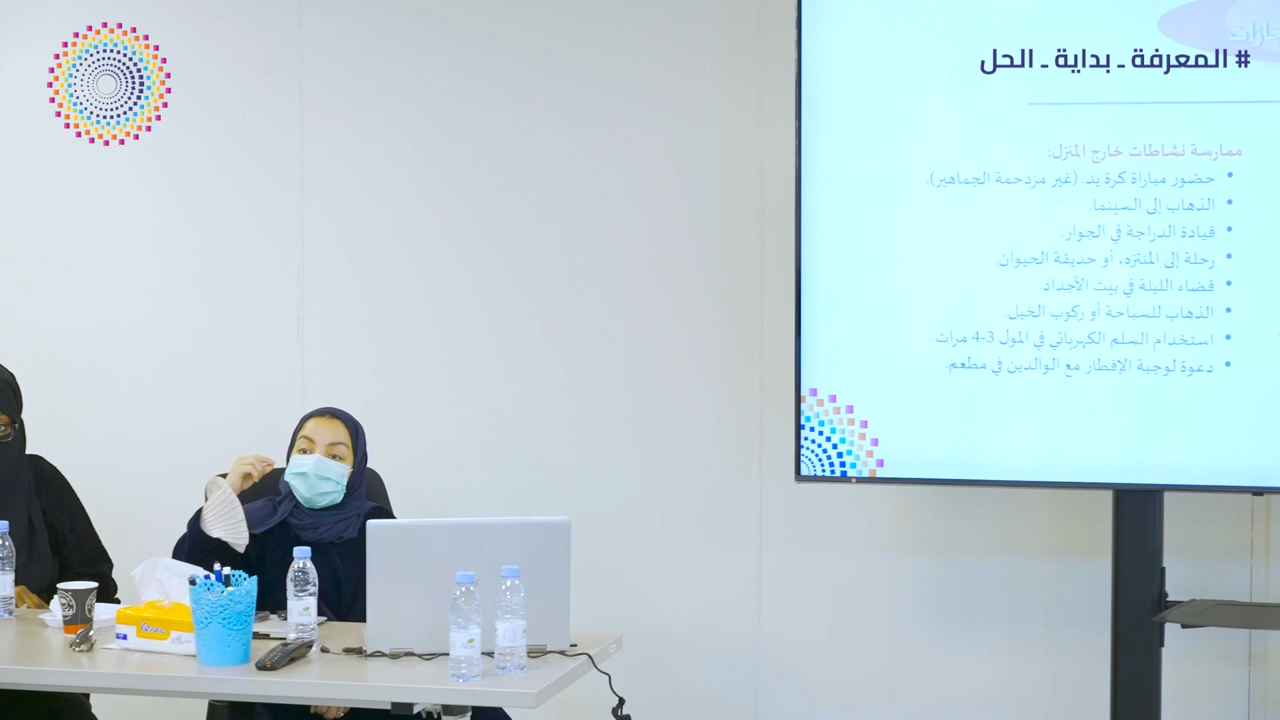 # المعرفة ـ بداية ـ الحل
ممارسة نشاطات خارج المنزل:
• حضور مباراة كرة يد. (غير مزدحمة الجماهير).
• الذهاب إلى السينما.
• قيادة الدراجة في الجوار.
• رحلة إلى المنتزه، أو حديقة الحيوان.
• قضاء الليلة في بيت الأجداد.
• الذهاب للسباحة أو ركوب الخيل.
• استخدام السلم الكهربائي في المول 3-4 مرات.
• دعوة لوجبة الإفطار مع الوالدين في مطعم.